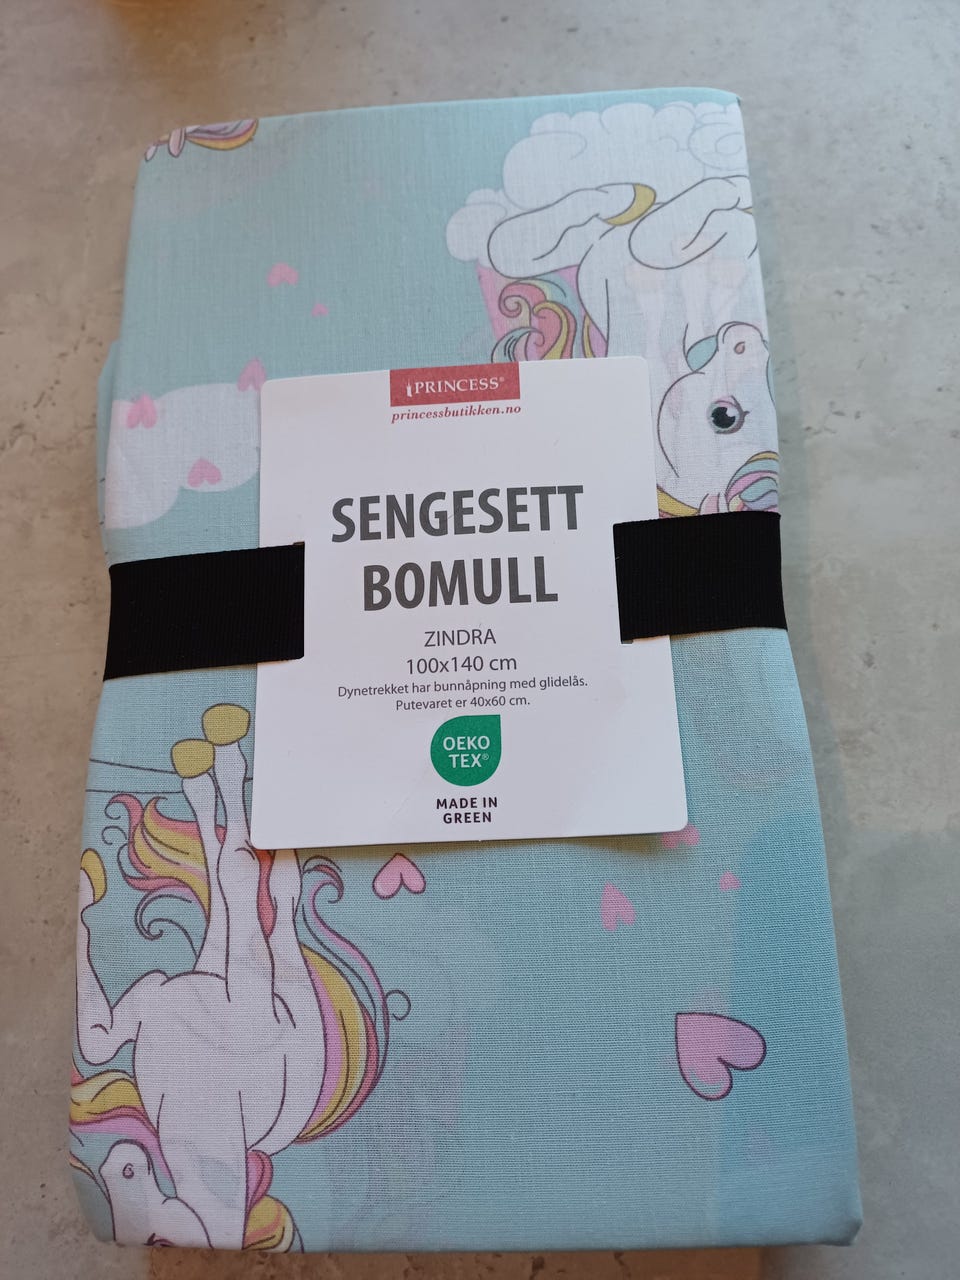 PRINCESS®
princessbutikken.no
SENGESETT
BOMULL
ZINDRA
100x140 cm
Dynetrekket har bunnåpning med glidelås.
Putevaret er 40x60 cm.
OEKO
TEX®
MADE IN
GREEN